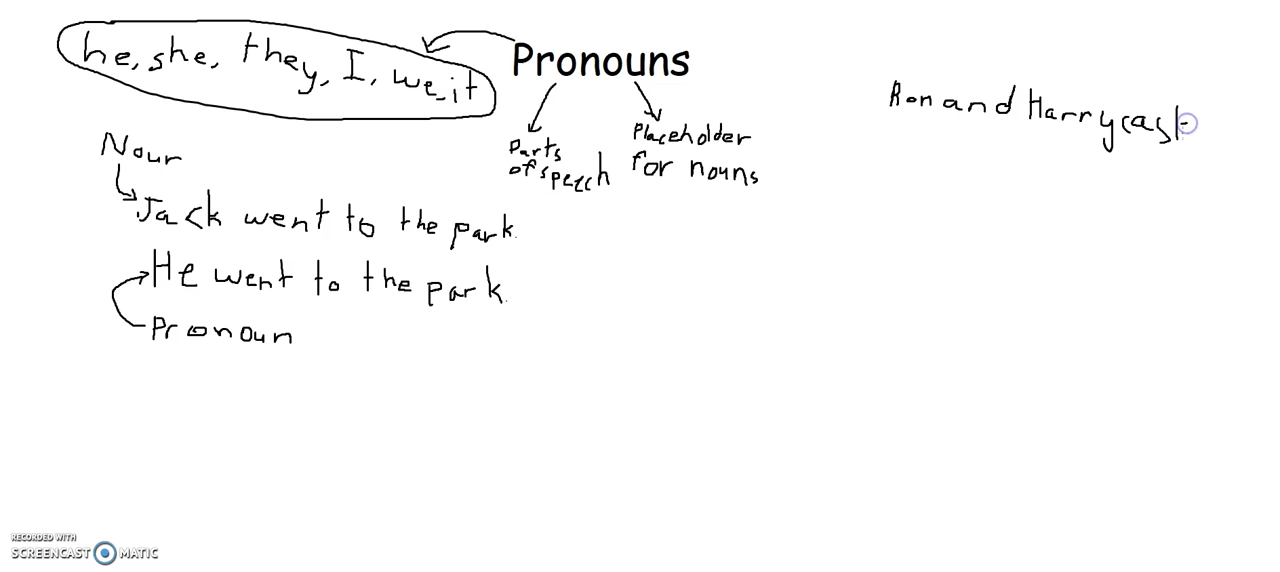 he, she, they, I, we, it
Pronouns
Parts
of speech
Placeholder
for nouns
Noun
Jack went to the park.
He went to the park.
Pronoun
Ron and Harry cast
RECORDED WITH
SCREENCAST MATIC